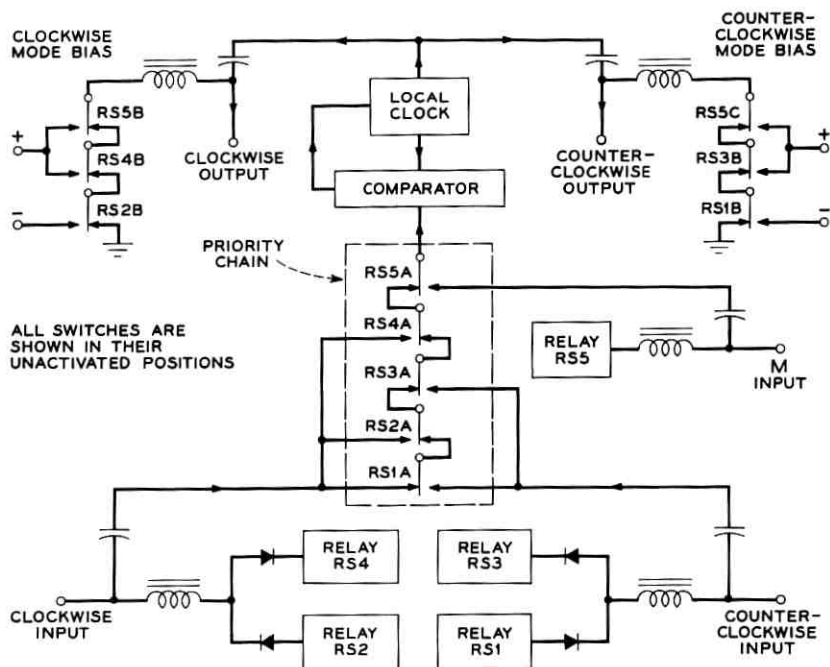 CLOCKWISE
MODE BIAS
COUNTER-
CLOCKWISE
MODE BIAS
LOCAL
CLOCK
RS5B
RS5C
+
+
CLOCKWISE
OUTPUT
COUNTER-
CLOCKWISE
OUTPUT
RS4B
RS3B
COMPARATOR
−
−
RS2B
RS1B
PRIORITY
CHAIN
RS5A
ALL SWITCHES ARE
SHOWN IN THEIR
UNACTIVATED POSITIONS
RS4A
RELAY
RS5
M
INPUT
RS3A
RS2A
RS1A
RELAY
RS4
RELAY
RS3
CLOCKWISE
INPUT
RELAY
RS2
RELAY
RS1
COUNTER-
CLOCKWISE
INPUT